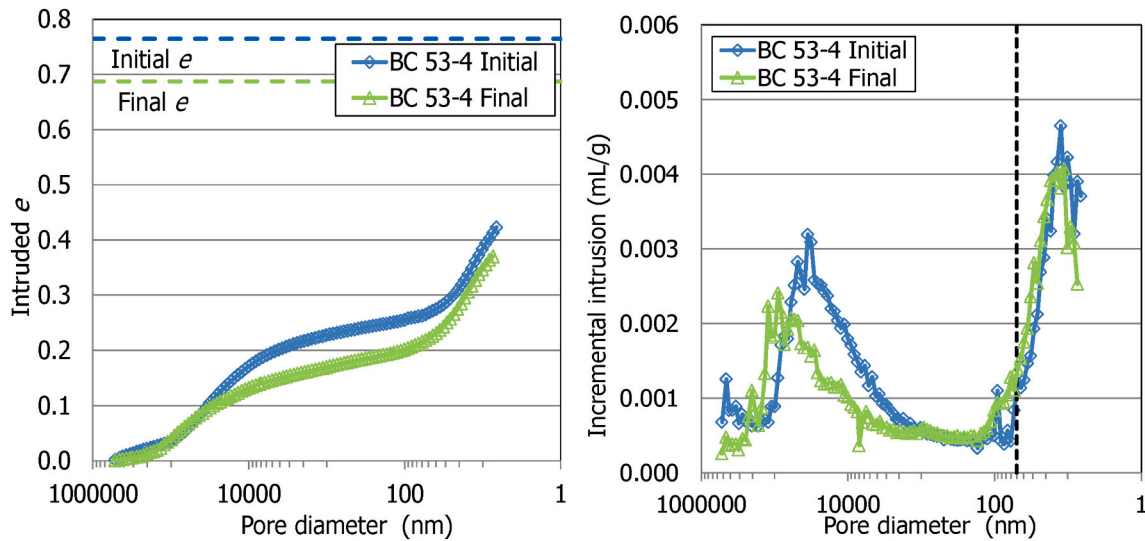 0.8
0.7
0.6
0.5
0.4
0.3
0.2
0.1
0.0
Intruded e
Initial e
Final e
BC 53-4 Initial
BC 53-4 Final
1000000
10000
100
1
Pore diameter (nm)
0.006
0.005
0.004
0.003
0.002
0.001
0.000
Incremental intrusion (mL/g)
BC 53-4 Initial
BC 53-4 Final
1000000
10000
100
1
Pore diameter (nm)